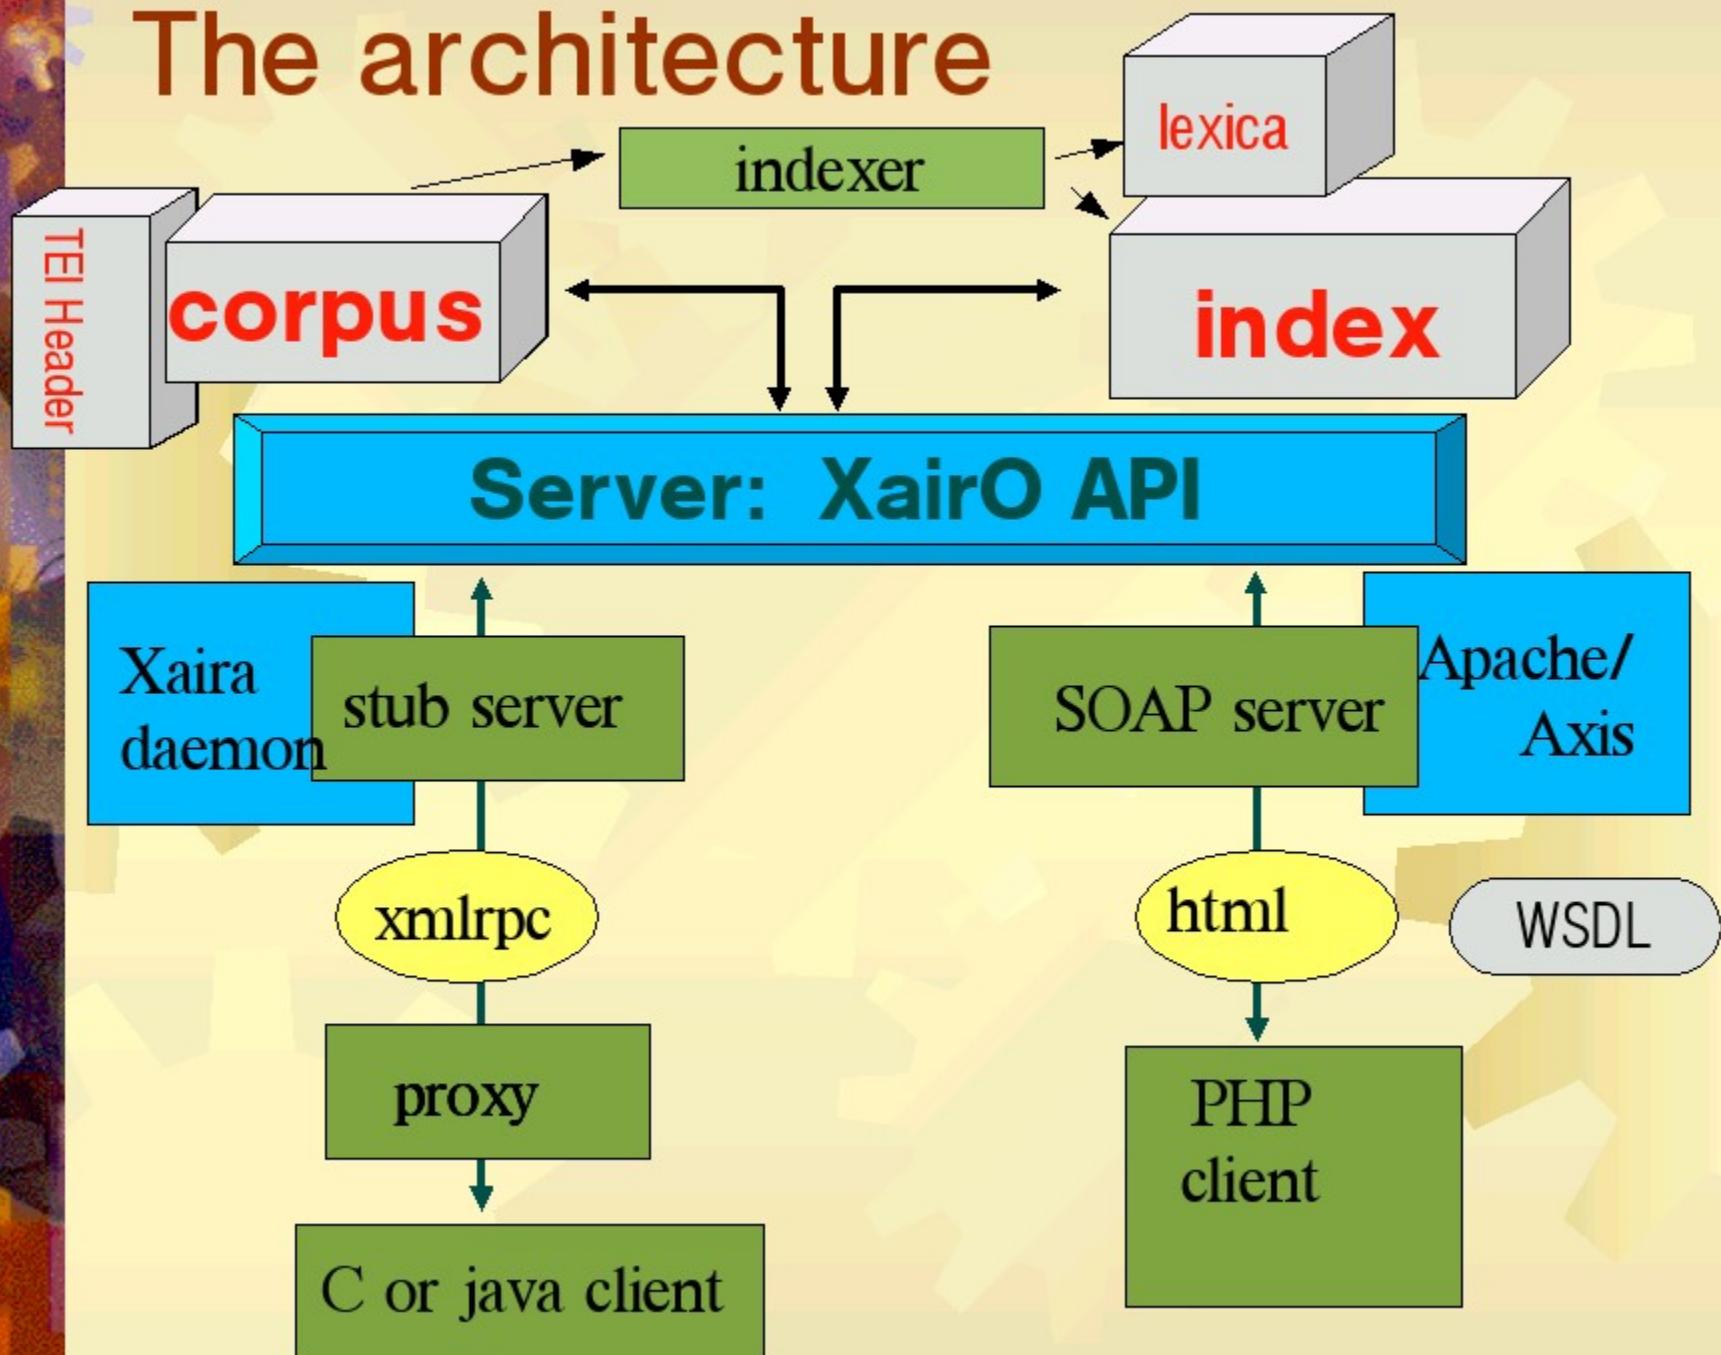 The architecture
lexica
indexer
TEI Header
corpus
index
Server:  XairO API
Xaira
daemon
stub server
SOAP server
Apache/
Axis
xmlrpc
html
WSDL
proxy
PHP
client
C or java client